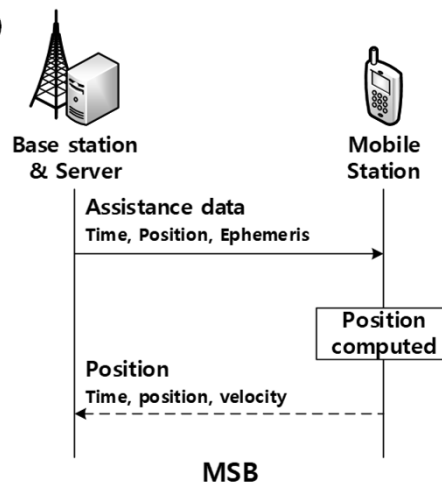 )
Base station
& Server
Mobile
Station
Assistance data
Time, Position, Ephemeris
Position
computed
Position
Time, position, velocity
MSB